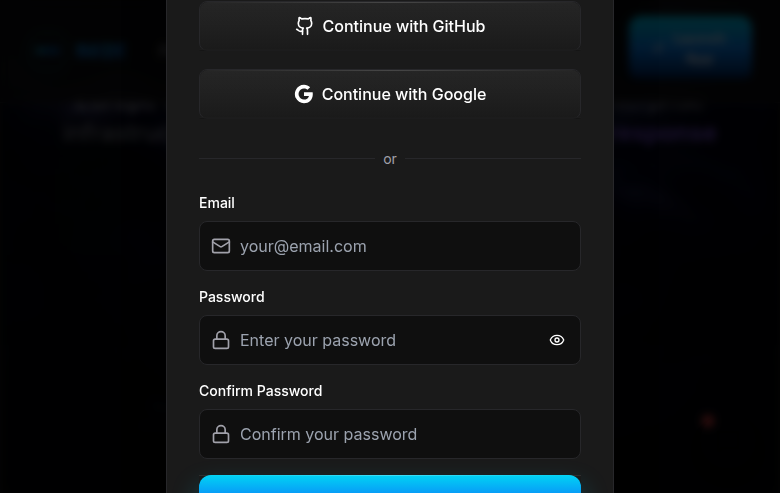 Continue with GitHub
Continue with Google
or
Email
your@email.com
Password
Enter your password
Confirm Password
Confirm your password